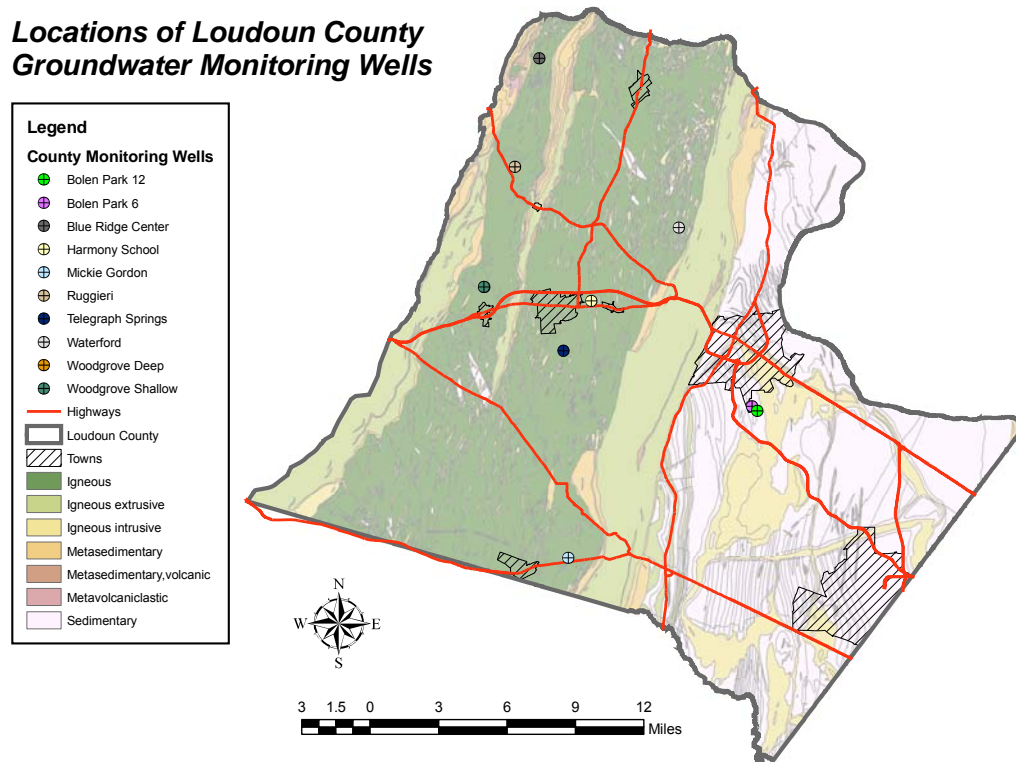 Locations of Loudoun County
Groundwater Monitoring Wells
Legend
County Monitoring Wells
Bolen Park 12
Bolen Park 6
Blue Ridge Center
Harmony School
Mickie Gordon
Ruggieri
Telegraph Springs
Waterford
Woodgrove Deep
Woodgrove Shallow
Highways
Loudoun County
Towns
Igneous
Igneous extrusive
Igneous intrusive
Metasedimentary
Metasedimentary,volcanic
Metavolcaniclastic
Sedimentary
N
W E
S
3 1.5 0 3 6 9 12
Miles